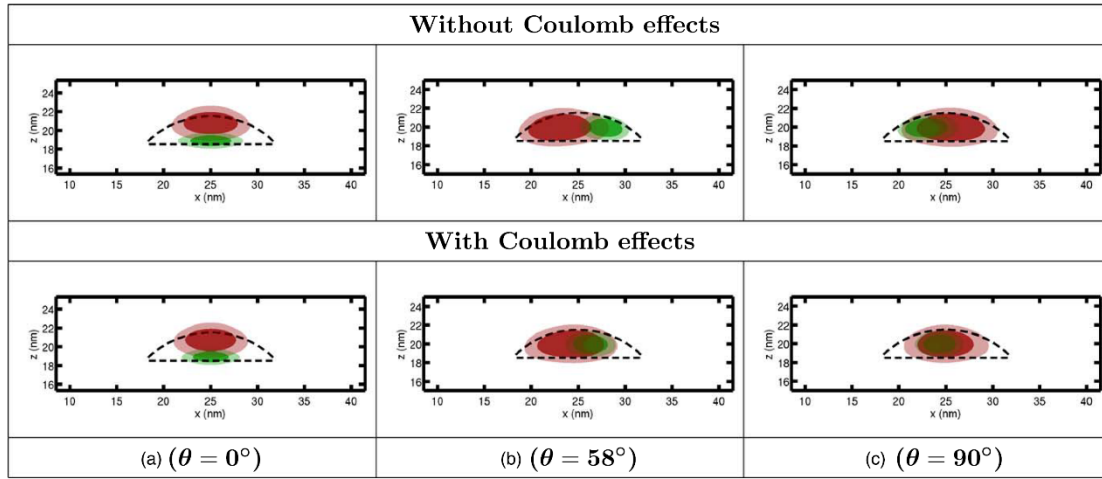 Without Coulomb effects
24
22
20
18
16
z (nm)
10 15 20 25 30 35 40
x (nm)
24
22
20
18
16
z (nm)
10 15 20 25 30 35 40
x (nm)
24
22
20
18
16
z (nm)
10 15 20 25 30 35 40
x (nm)
With Coulomb effects
24
22
20
18
16
z (nm)
10 15 20 25 30 35 40
x (nm)
24
22
20
18
16
z (nm)
10 15 20 25 30 35 40
x (nm)
24
22
20
18
16
z (nm)
10 15 20 25 30 35 40
x (nm)
(a) (θ = 0°)
(b) (θ = 58°)
(c) (θ = 90°)